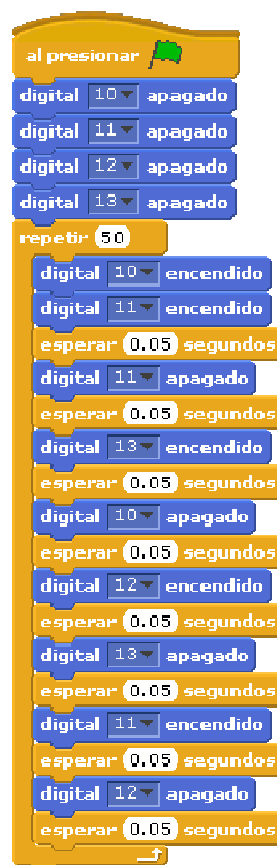 al presionar
digital 10 apagado
digital 11 apagado
digital 12 apagado
digital 13 apagado
repetir 50
digital 10 encendido
digital 11 encendido
esperar 0.05 segundos
digital 11 apagado
esperar 0.05 segundos
digital 13 encendido
esperar 0.05 segundos
digital 10 apagado
esperar 0.05 segundos
digital 12 encendido
esperar 0.05 segundos
digital 13 apagado
esperar 0.05 segundos
digital 11 encendido
esperar 0.05 segundos
digital 12 apagado
esperar 0.05 segundos